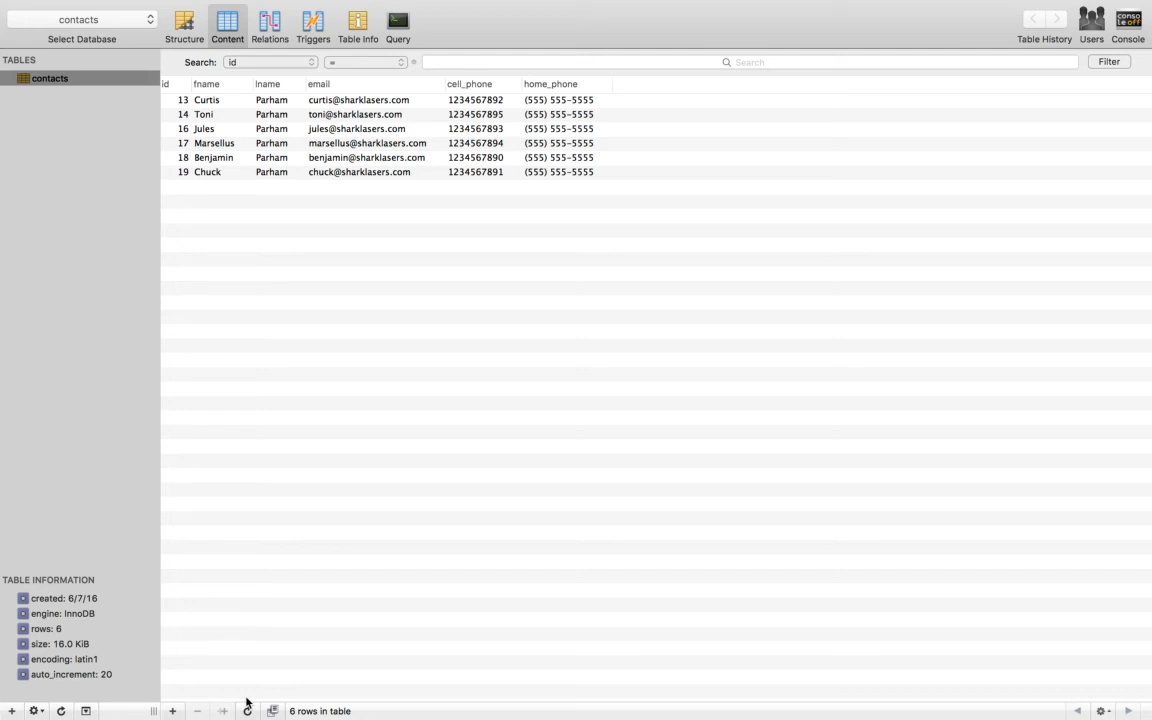 contacts
Select Database
Structure Content Relations Triggers Table Info Query
Table History Users Console
conso
le off
TABLES
contacts
Search: id = Search Filter
id fname lname email cell_phone home_phone
13 Curtis Parham curtis@sharklasers.com 1234567892 (555) 555-5555
14 Toni Parham toni@sharklasers.com 1234567895 (555) 555-5555
16 Jules Parham jules@sharklasers.com 1234567893 (555) 555-5555
17 Marsellus Parham marsellus@sharklasers.com 1234567894 (555) 555-5555
18 Benjamin Parham benjamin@sharklasers.com 1234567890 (555) 555-5555
19 Chuck Parham chuck@sharklasers.com 1234567891 (555) 555-5555
TABLE INFORMATION
created: 6/7/16
engine: InnoDB
rows: 6
size: 16.0 KiB
encoding: latin1
auto_increment: 20
6 rows in table